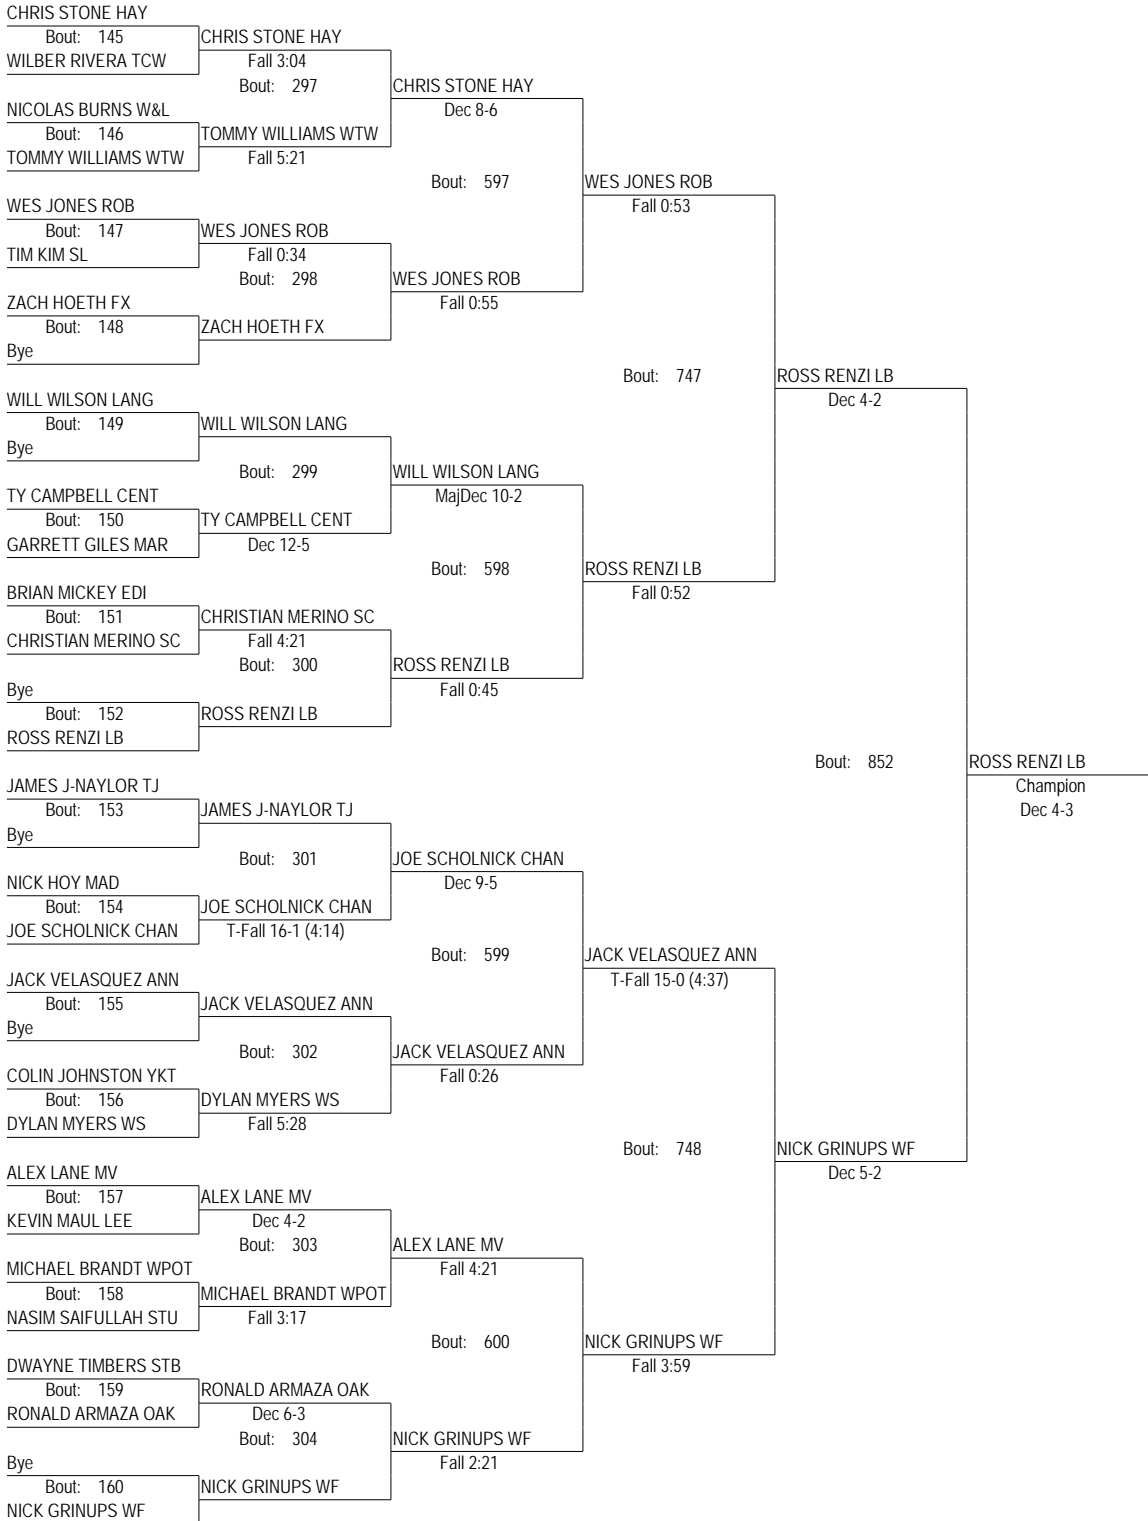 CHRIS STONE HAY
Bout: 145 CHRIS STONE HAY
WILBER RIVERA TCW Fall 3:04
Bout: 297 CHRIS STONE HAY
NICOLAS BURNS W&L Dec 8-6
Bout: 146 TOMMY WILLIAMS WTW
TOMMY WILLIAMS WTW Fall 5:21
Bout: 597 WES JONES ROB
WES JONES ROB Fall 0:53
Bout: 147 WES JONES ROB
TIM KIM SL Fall 0:34
Bout: 298 WES JONES ROB
ZACH HOETH FX Fall 0:55
Bout: 148 ZACH HOETH FX
Bye
Bout: 747 ROSS RENZI LB
WILL WILSON LANG Dec 4-2
Bout: 149 WILL WILSON LANG
Bye
Bout: 299 WILL WILSON LANG
TY CAMPBELL CENT MajDec 10-2
Bout: 150 TY CAMPBELL CENT
GARRETT GILES MAR Dec 12-5
Bout: 598 ROSS RENZI LB
BRIAN MICKEY EDI Fall 0:52
Bout: 151 CHRISTIAN MERINO SC
CHRISTIAN MERINO SC Fall 4:21
Bout: 300 ROSS RENZI LB
Bye Fall 0:45
Bout: 152 ROSS RENZI LB
ROSS RENZI LB
Bout: 852 ROSS RENZI LB
JAMES J-NAYLOR TJ Champion
Bout: 153 JAMES J-NAYLOR TJ Dec 4-3
Bye
Bout: 301 JOE SCHOLNICK CHAN
NICK HOY MAD Dec 9-5
Bout: 154 JOE SCHOLNICK CHAN
JOE SCHOLNICK CHAN T-Fall 16-1 (4:14)
Bout: 599 JACK VELASQUEZ ANN
JACK VELASQUEZ ANN T-Fall 15-0 (4:37)
Bout: 155 JACK VELASQUEZ ANN
Bye
Bout: 302 JACK VELASQUEZ ANN
COLIN JOHNSTON YKT Fall 0:26
Bout: 156 DYLAN MYERS WS
DYLAN MYERS WS Fall 5:28
Bout: 748 NICK GRINUPS WF
ALEX LANE MV Dec 5-2
Bout: 157 ALEX LANE MV
KEVIN MAUL LEE Dec 4-2
Bout: 303 ALEX LANE MV
MICHAEL BRANDT WPOT Fall 4:21
Bout: 158 MICHAEL BRANDT WPOT
NASIM SAIFULLAH STU Fall 3:17
Bout: 600 NICK GRINUPS WF
DWAYNE TIMBERS STB Fall 3:59
Bout: 159 RONALD ARMAZA OAK
RONALD ARMAZA OAK Dec 6-3
Bout: 304 NICK GRINUPS WF
Bye Fall 2:21
Bout: 160 NICK GRINUPS WF
NICK GRINUPS WF